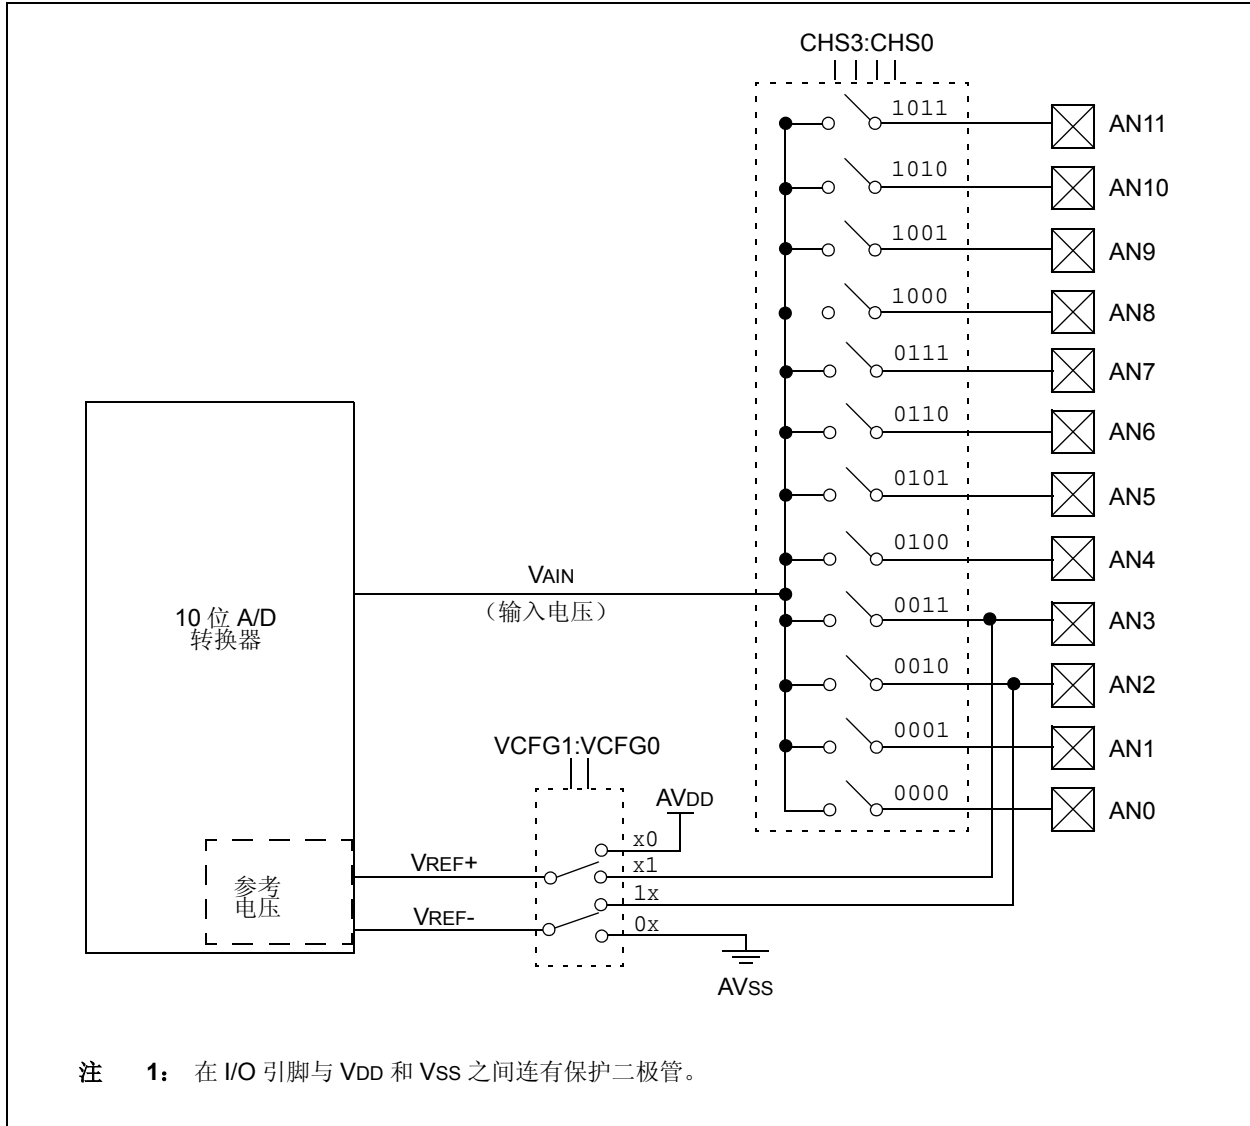 CHS3:CHS0
1011 AN11
1010 AN10
1001 AN9
1000 AN8
0111 AN7
0110 AN6
0101 AN5
0100 AN4
VAIN
（输入电压）
10 位 A/D
转换器
0011 AN3
0010 AN2
0001 AN1
0000 AN0
VCFG1:VCFG0
AVDD
x0
VREF+ x1
参考
电压
1x
VREF- 0x
AVSS
注 1： 在 I/O 引脚与 VDD 和 VSS 之间连有保护二极管。